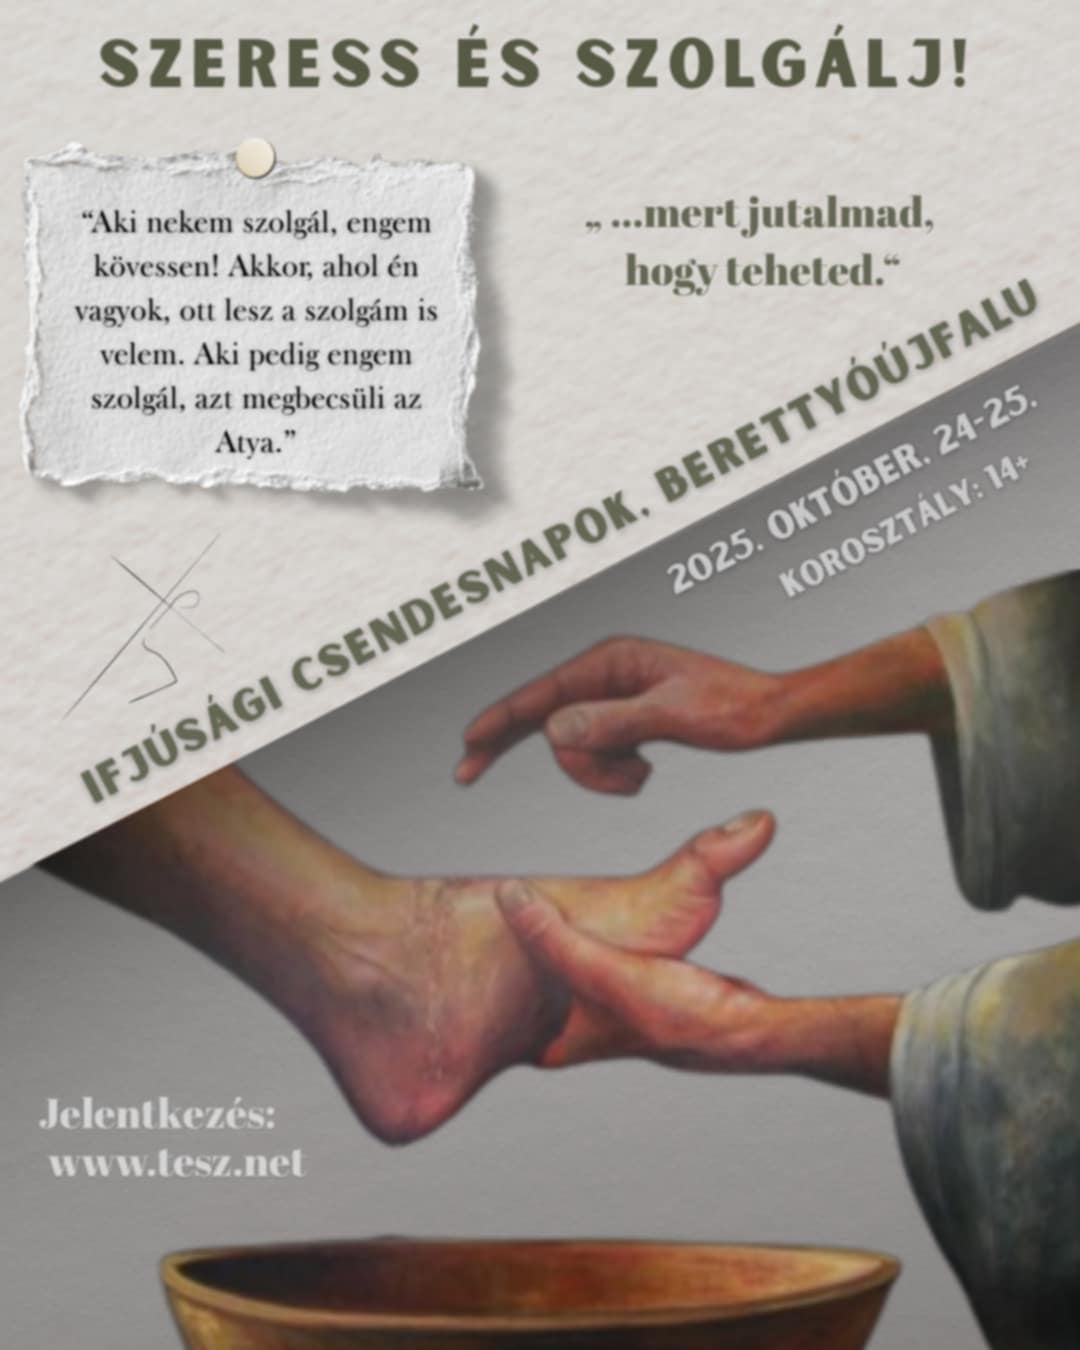 SZERESS ÉS SZOLGÁLJ!
“Aki nekem szolgál, engem
kövessen! Akkor, ahol én
vagyok, ott lesz a szolgám is
velem. Aki pedig engem
szolgál, azt megbecsüli az
Atya.”
„ ...mert jutalmad,
hogy teheted.“
IFJÚSÁGI CSENDESNAPOK. BERETTYÓÚJFALU
2025. OKTÓBER. 24-25.
KOROSZTÁLY: 14+
Jelentkezés:
www.tesz.net